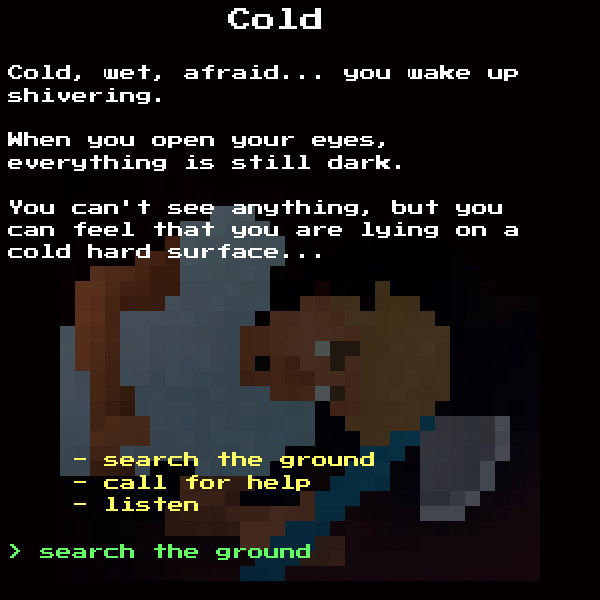 Cold
Cold, wet, afraid... you wake up
shivering.
When you open your eyes,
everything is still dark.
You can't see anything, but you
can feel that you are lying on a
cold hard surface...
- search the ground
- call for help
- listen
> search the ground